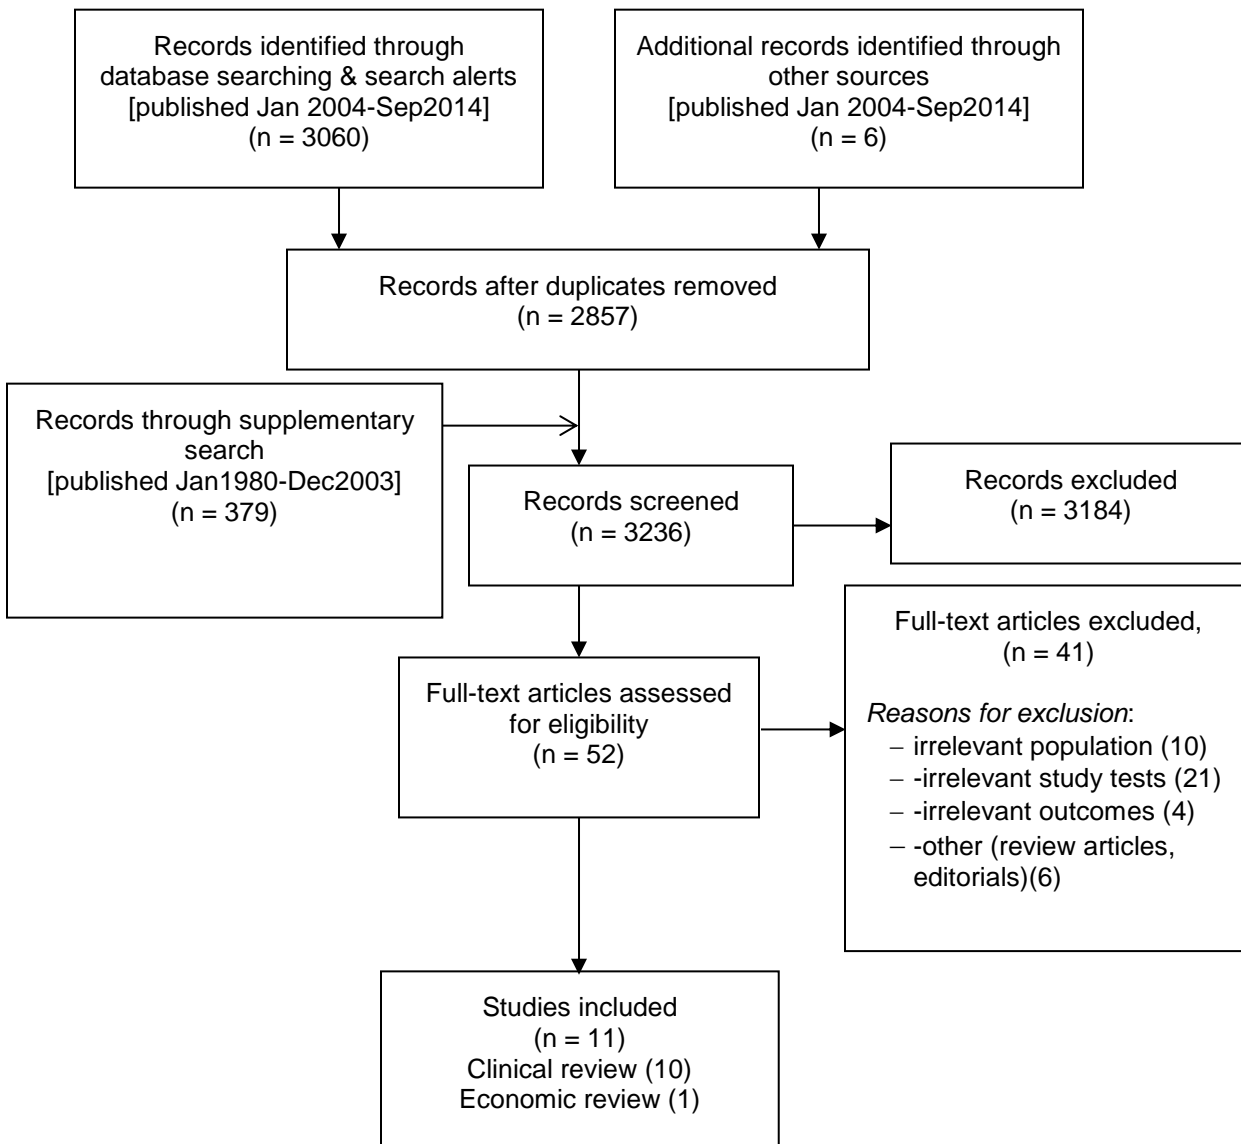 Records identified through
database searching & search alerts
[published Jan 2004-Sep2014]
(n = 3060)
Additional records identified through
other sources
[published Jan 2004-Sep2014]
(n = 6)
Records after duplicates removed
(n = 2857)
Records through supplementary
search
[published Jan1980-Dec2003]
(n = 379)
Records screened
(n = 3236)
Records excluded
(n = 3184)
Full-text articles assessed
for eligibility
(n = 52)
Full-text articles excluded,
(n = 41)
Reasons for exclusion:
– irrelevant population (10)
– -irrelevant study tests (21)
– -irrelevant outcomes (4)
– -other (review articles,
editorials)(6)
Studies included
(n = 11)
Clinical review (10)
Economic review (1)